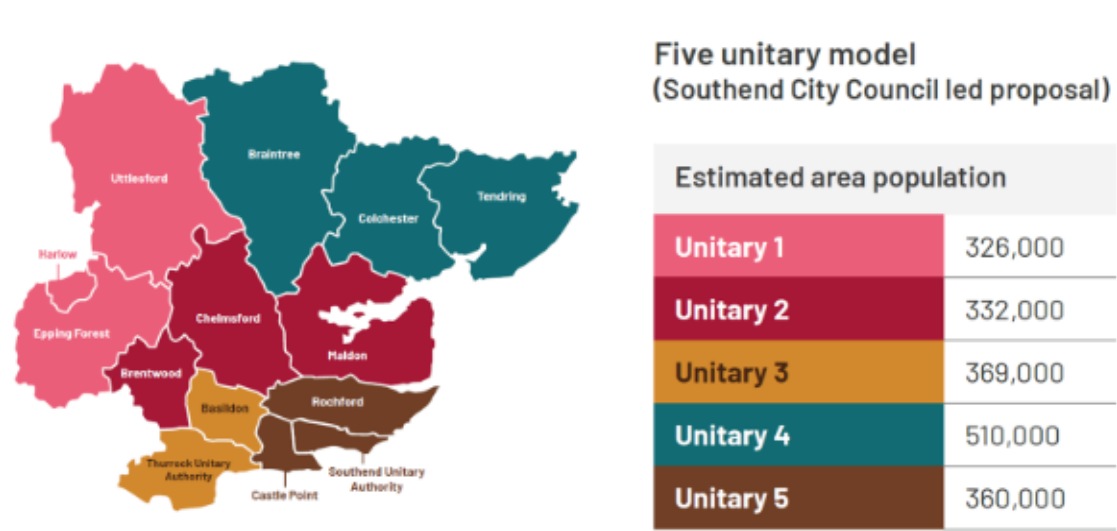 Five unitary model
(Southend City Council led proposal)
Estimated area population
Unitary 1 326,000
Unitary 2 332,000
Unitary 3 369,000
Unitary 4 510,000
Unitary 5 360,000
Uttlesford
Braintree
Colchester
Tendring
Harlow
Epping Forest
Chelmsford
Maldon
Brentwood
Basildon
Rochford
Thurrock Unitary
Authority
Castle Point
Southend Unitary
Authority